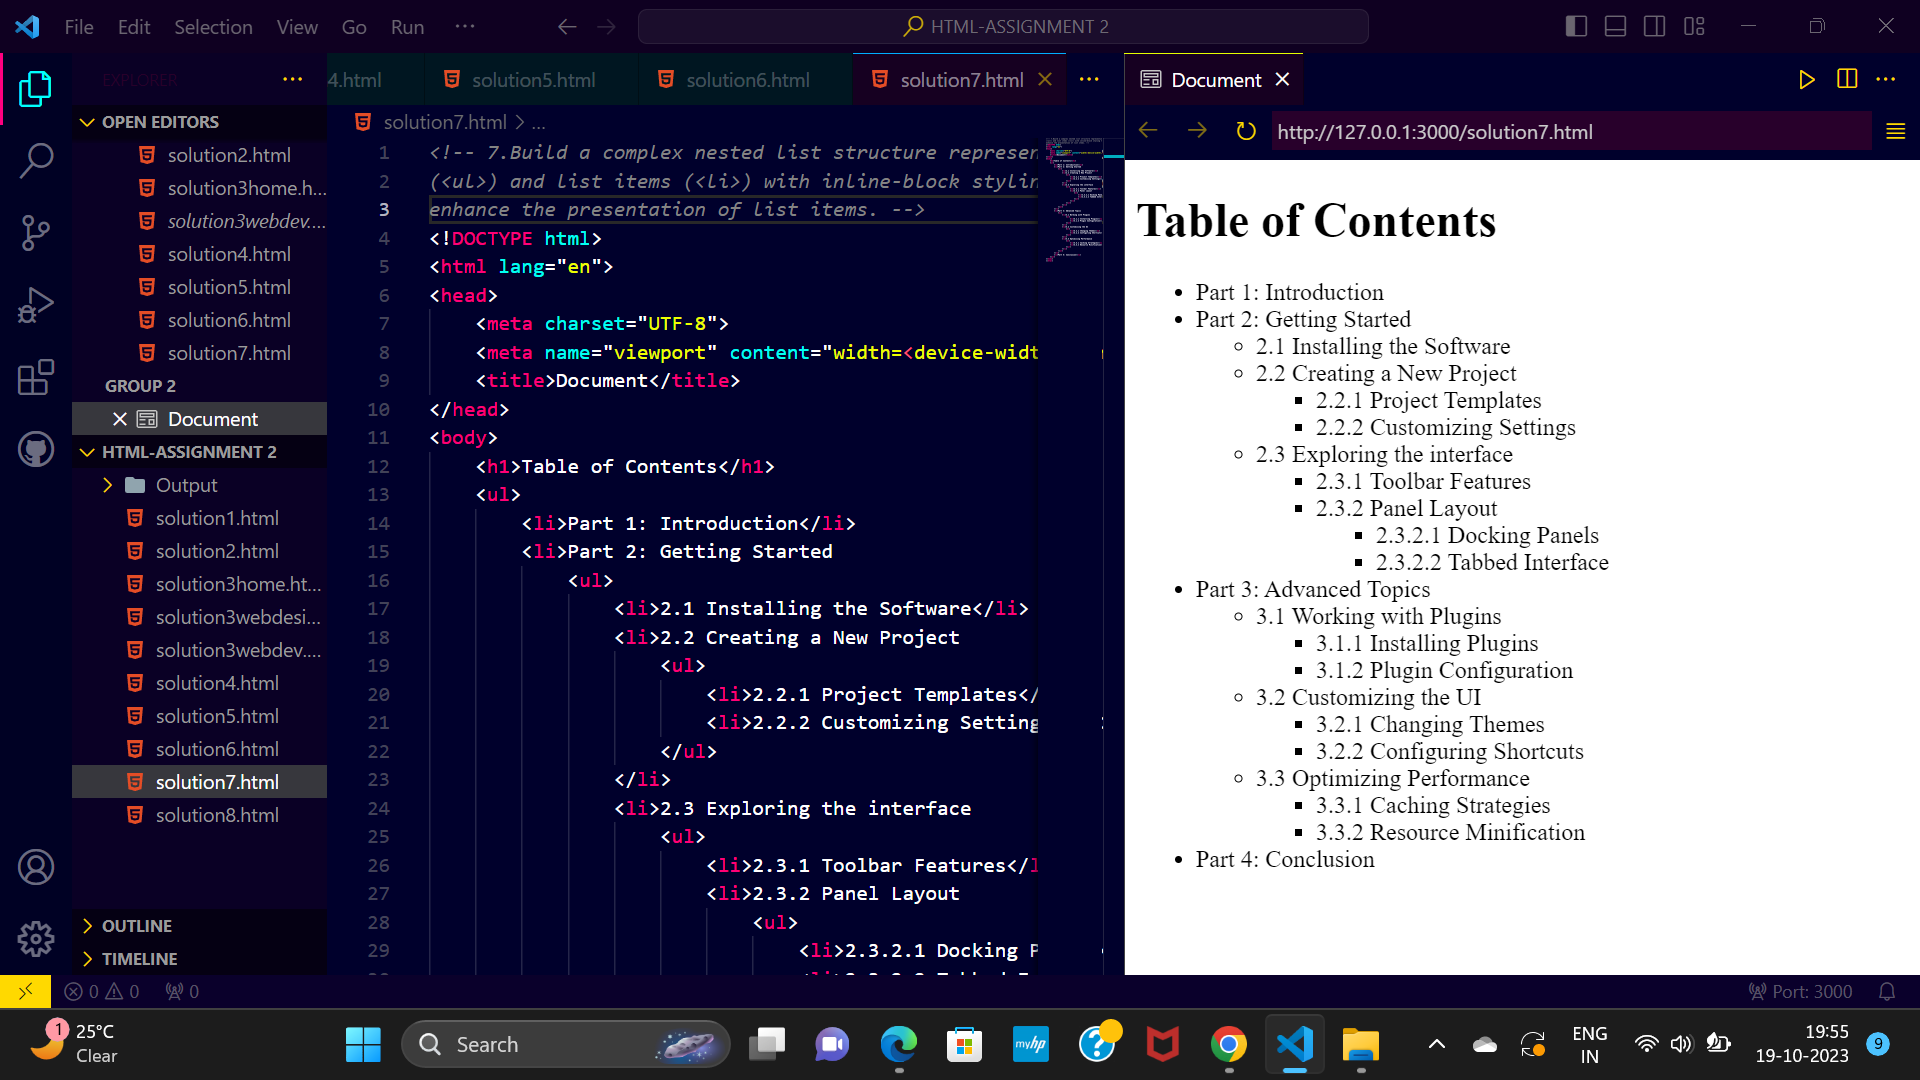 File Edit Selection View Go Run ···
HTML-ASSIGNMENT 2
EXPLORER
OPEN EDITORS
solution2.html
solution3home.h...
solution3webdev....
solution4.html
solution5.html
solution6.html
solution7.html
GROUP 2
Document
HTML-ASSIGNMENT 2
Output
solution1.html
solution2.html
solution3home.ht...
solution3webdesi...
solution3webdev....
solution4.html
solution5.html
solution6.html
solution7.html
solution8.html
OUTLINE
TIMELINE
4.html solution5.html solution6.html solution7.html
solution7.html > ...
1 <!-- 7.Build a complex nested list structure represen
2 (<ul>) and list items (<li>) with inline-block stylin
3 enhance the presentation of list items. -->
4 <!DOCTYPE html>
5 <html lang="en">
6 <head>
7 <meta charset="UTF-8">
8 <meta name="viewport" content="width=<device-widt
9 <title>Document</title>
10 </head>
11 <body>
12 <h1>Table of Contents</h1>
13 <ul>
14 <li>Part 1: Introduction</li>
15 <li>Part 2: Getting Started
16 <ul>
17 <li>2.1 Installing the Software</li>
18 <li>2.2 Creating a New Project
19 <ul>
20 <li>2.2.1 Project Templates</
21 <li>2.2.2 Customizing Setting
22 </ul>
23 </li>
24 <li>2.3 Exploring the interface
25 <ul>
26 <li>2.3.1 Toolbar Features</l
27 <li>2.3.2 Panel Layout
28 <ul>
29 <li>2.3.2.1 Docking P
Document
http://127.0.0.1:3000/solution7.html
Table of Contents
• Part 1: Introduction
• Part 2: Getting Started
◦ 2.1 Installing the Software
◦ 2.2 Creating a New Project
▪ 2.2.1 Project Templates
▪ 2.2.2 Customizing Settings
◦ 2.3 Exploring the interface
▪ 2.3.1 Toolbar Features
▪ 2.3.2 Panel Layout
▪ 2.3.2.1 Docking Panels
▪ 2.3.2.2 Tabbed Interface
• Part 3: Advanced Topics
◦ 3.1 Working with Plugins
▪ 3.1.1 Installing Plugins
▪ 3.1.2 Plugin Configuration
◦ 3.2 Customizing the UI
▪ 3.2.1 Changing Themes
▪ 3.2.2 Configuring Shortcuts
◦ 3.3 Optimizing Performance
▪ 3.3.1 Caching Strategies
▪ 3.3.2 Resource Minification
• Part 4: Conclusion
0 0 0
Port: 3000
1
25°C
Clear
Search
myhp
ENG
IN
19:55
19-10-2023
9